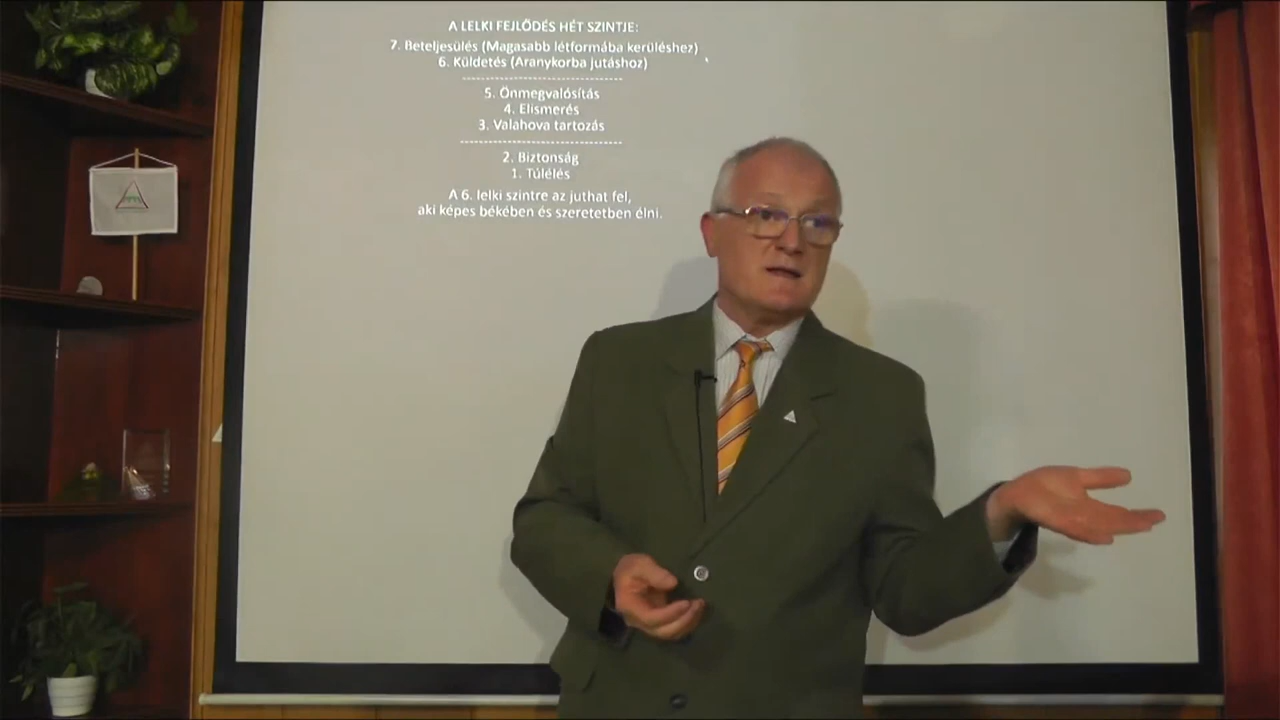 A LELKI FEJLŐDÉS HÉT SZINTJE:
7. Beteljesülés (Magasabb létformába kerüléshez)
6. Küldetés (Aranykorba jutáshoz)
5. Önmegvalósítás
4. Elismerés
3. Valahova tartozás
2. Biztonság
1. Túlélés
A 6. lelki szintre az juthat fel,
aki képes békében és szeretetben élni.